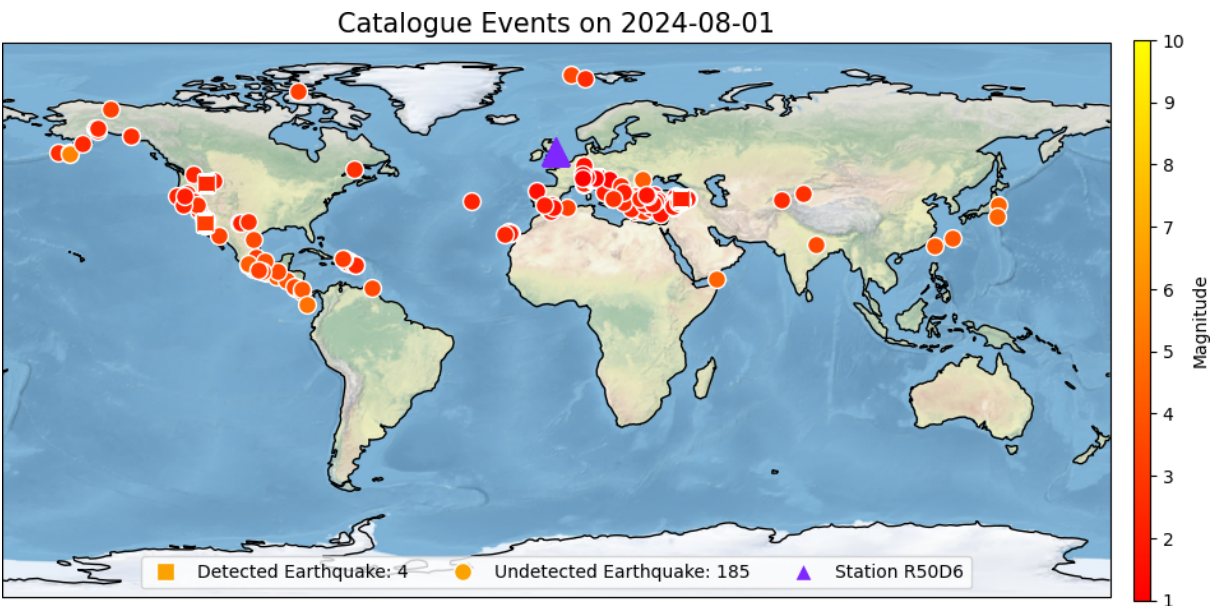 Catalogue Events on 2024-08-01
10
9
8
7
6
5
4
3
2
1
Magnitude
Detected Earthquake: 4
Undetected Earthquake: 185
Station R50D6